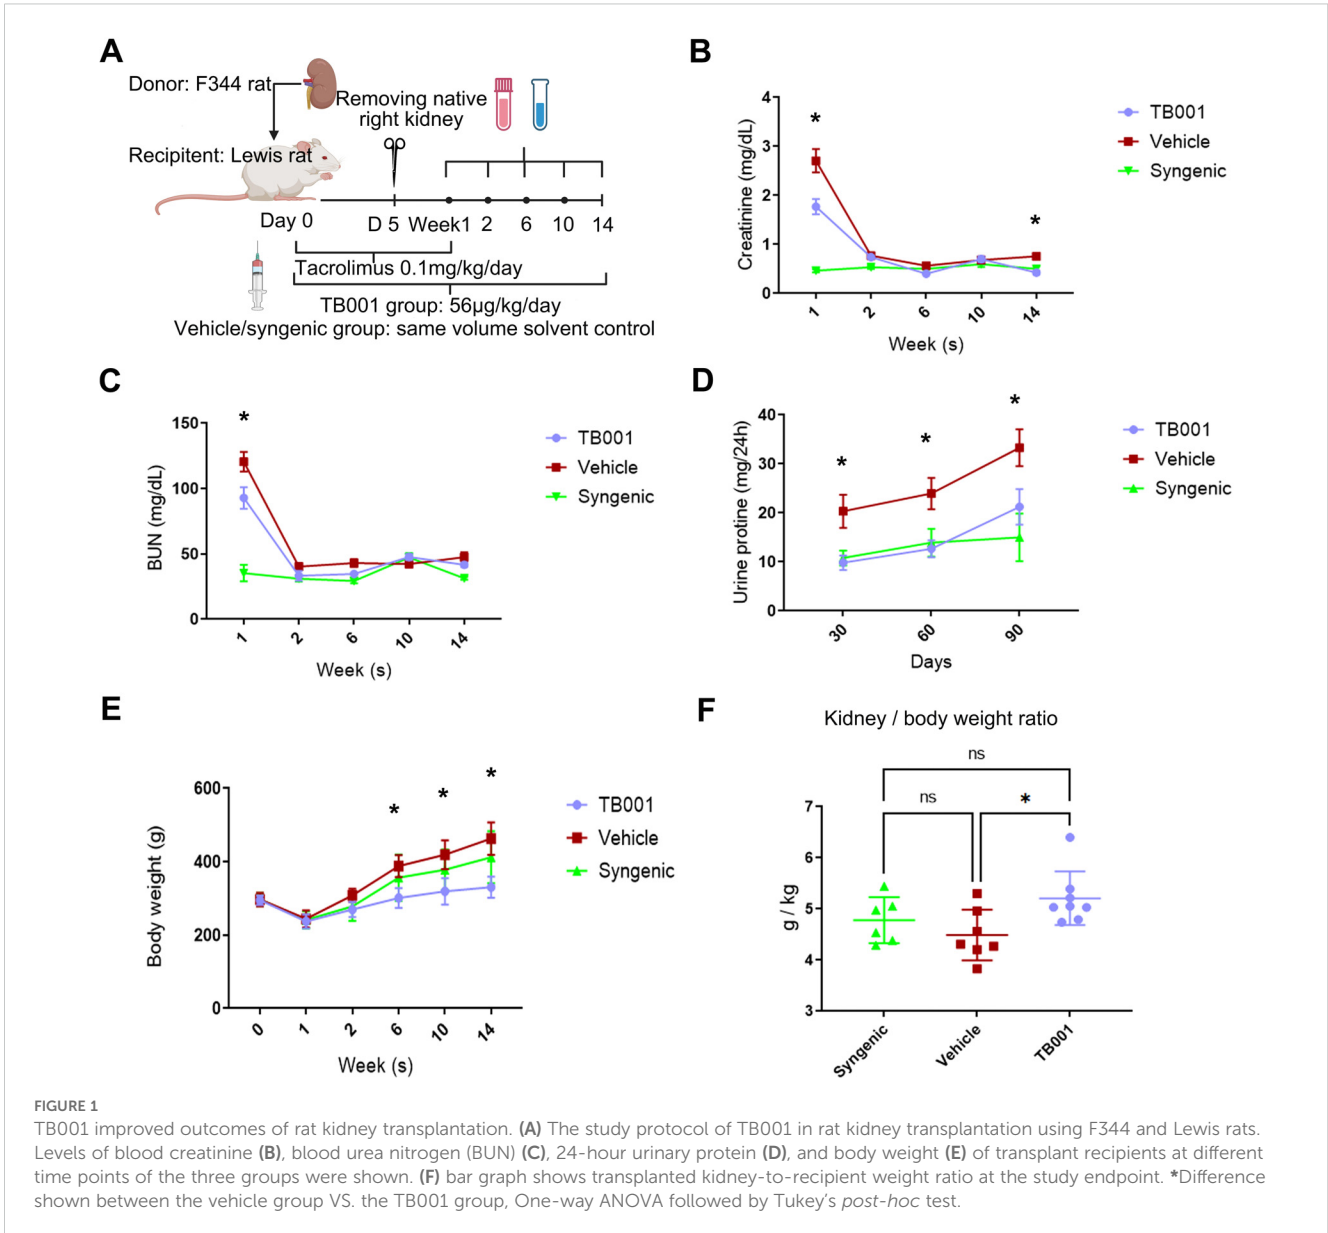 A
Donor: F344 rat
Removing native
right kidney
Recipitent: Lewis rat
Day 0
D 5
Week1
2
6
10
14
Tacrolimus 0.1mg/kg/day
TB001 group: 56μg/kg/day
Vehicle/syngenic group: same volume solvent control
B
Creatinine (mg/dL)
4
3
2
1
0
*
*
1
2
6
10
14
Week (s)
TB001
Vehicle
Syngenic
C
BUN (mg/dL)
150
100
50
0
*
1
2
6
10
14
Week (s)
TB001
Vehicle
Syngenic
D
Urine protine (mg/24h)
40
30
20
10
0
*
*
*
30
60
90
Days
TB001
Vehicle
Syngenic
E
Body weight (g)
600
400
200
0
*
*
*
0
1
2
6
10
14
Week (s)
TB001
Vehicle
Syngenic
F
Kidney / body weight ratio
ns
ns
*
g / kg
7
6
5
4
3
Syngenic
Vehicle
TB001
FIGURE 1
TB001 improved outcomes of rat kidney transplantation. (A) The study protocol of TB001 in rat kidney transplantation using F344 and Lewis rats.
Levels of blood creatinine (B), blood urea nitrogen (BUN) (C), 24-hour urinary protein (D), and body weight (E) of transplant recipients at different
time points of the three groups were shown. (F) bar graph shows transplanted kidney-to-recipient weight ratio at the study endpoint. *Difference
shown between the vehicle group VS. the TB001 group, One-way ANOVA followed by Tukey's post-hoc test.